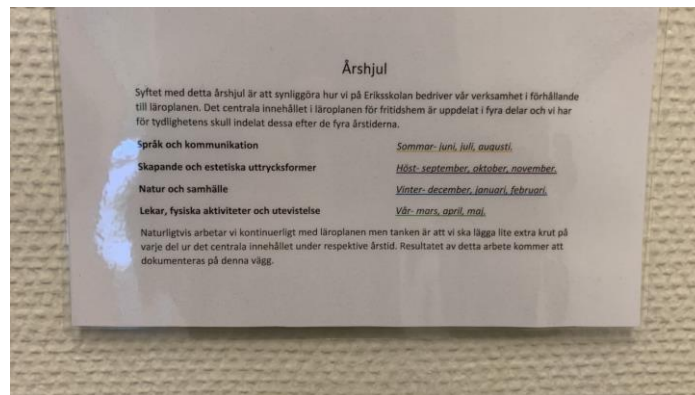 Årshjul
Syftet med detta årshjul är att synliggöra hur vi på Eriksskolan bedriver vår verksamhet i förhållande
till läroplanen. Det centrala innehållet i läroplanen för fritidshem är uppdelat i fyra delar och vi har
för tydlighetens skull indelat dessa efter de fyra årstiderna.
Språk och kommunikation Sommar- juni, juli, augusti.
Skapande och estetiska uttrycksformer Höst- september, oktober, november.
Natur och samhälle Vinter- december, januari, februari.
Lekar, fysiska aktiviteter och utevistelse Vår- mars, april, maj.
Naturligtvis arbetar vi kontinuerligt med läroplanen men tanken är att vi ska lägga lite extra krut på
varje del ur det centrala innehållet under respektive årstid. Resultatet av detta arbete kommer att
dokumenteras på denna vägg.